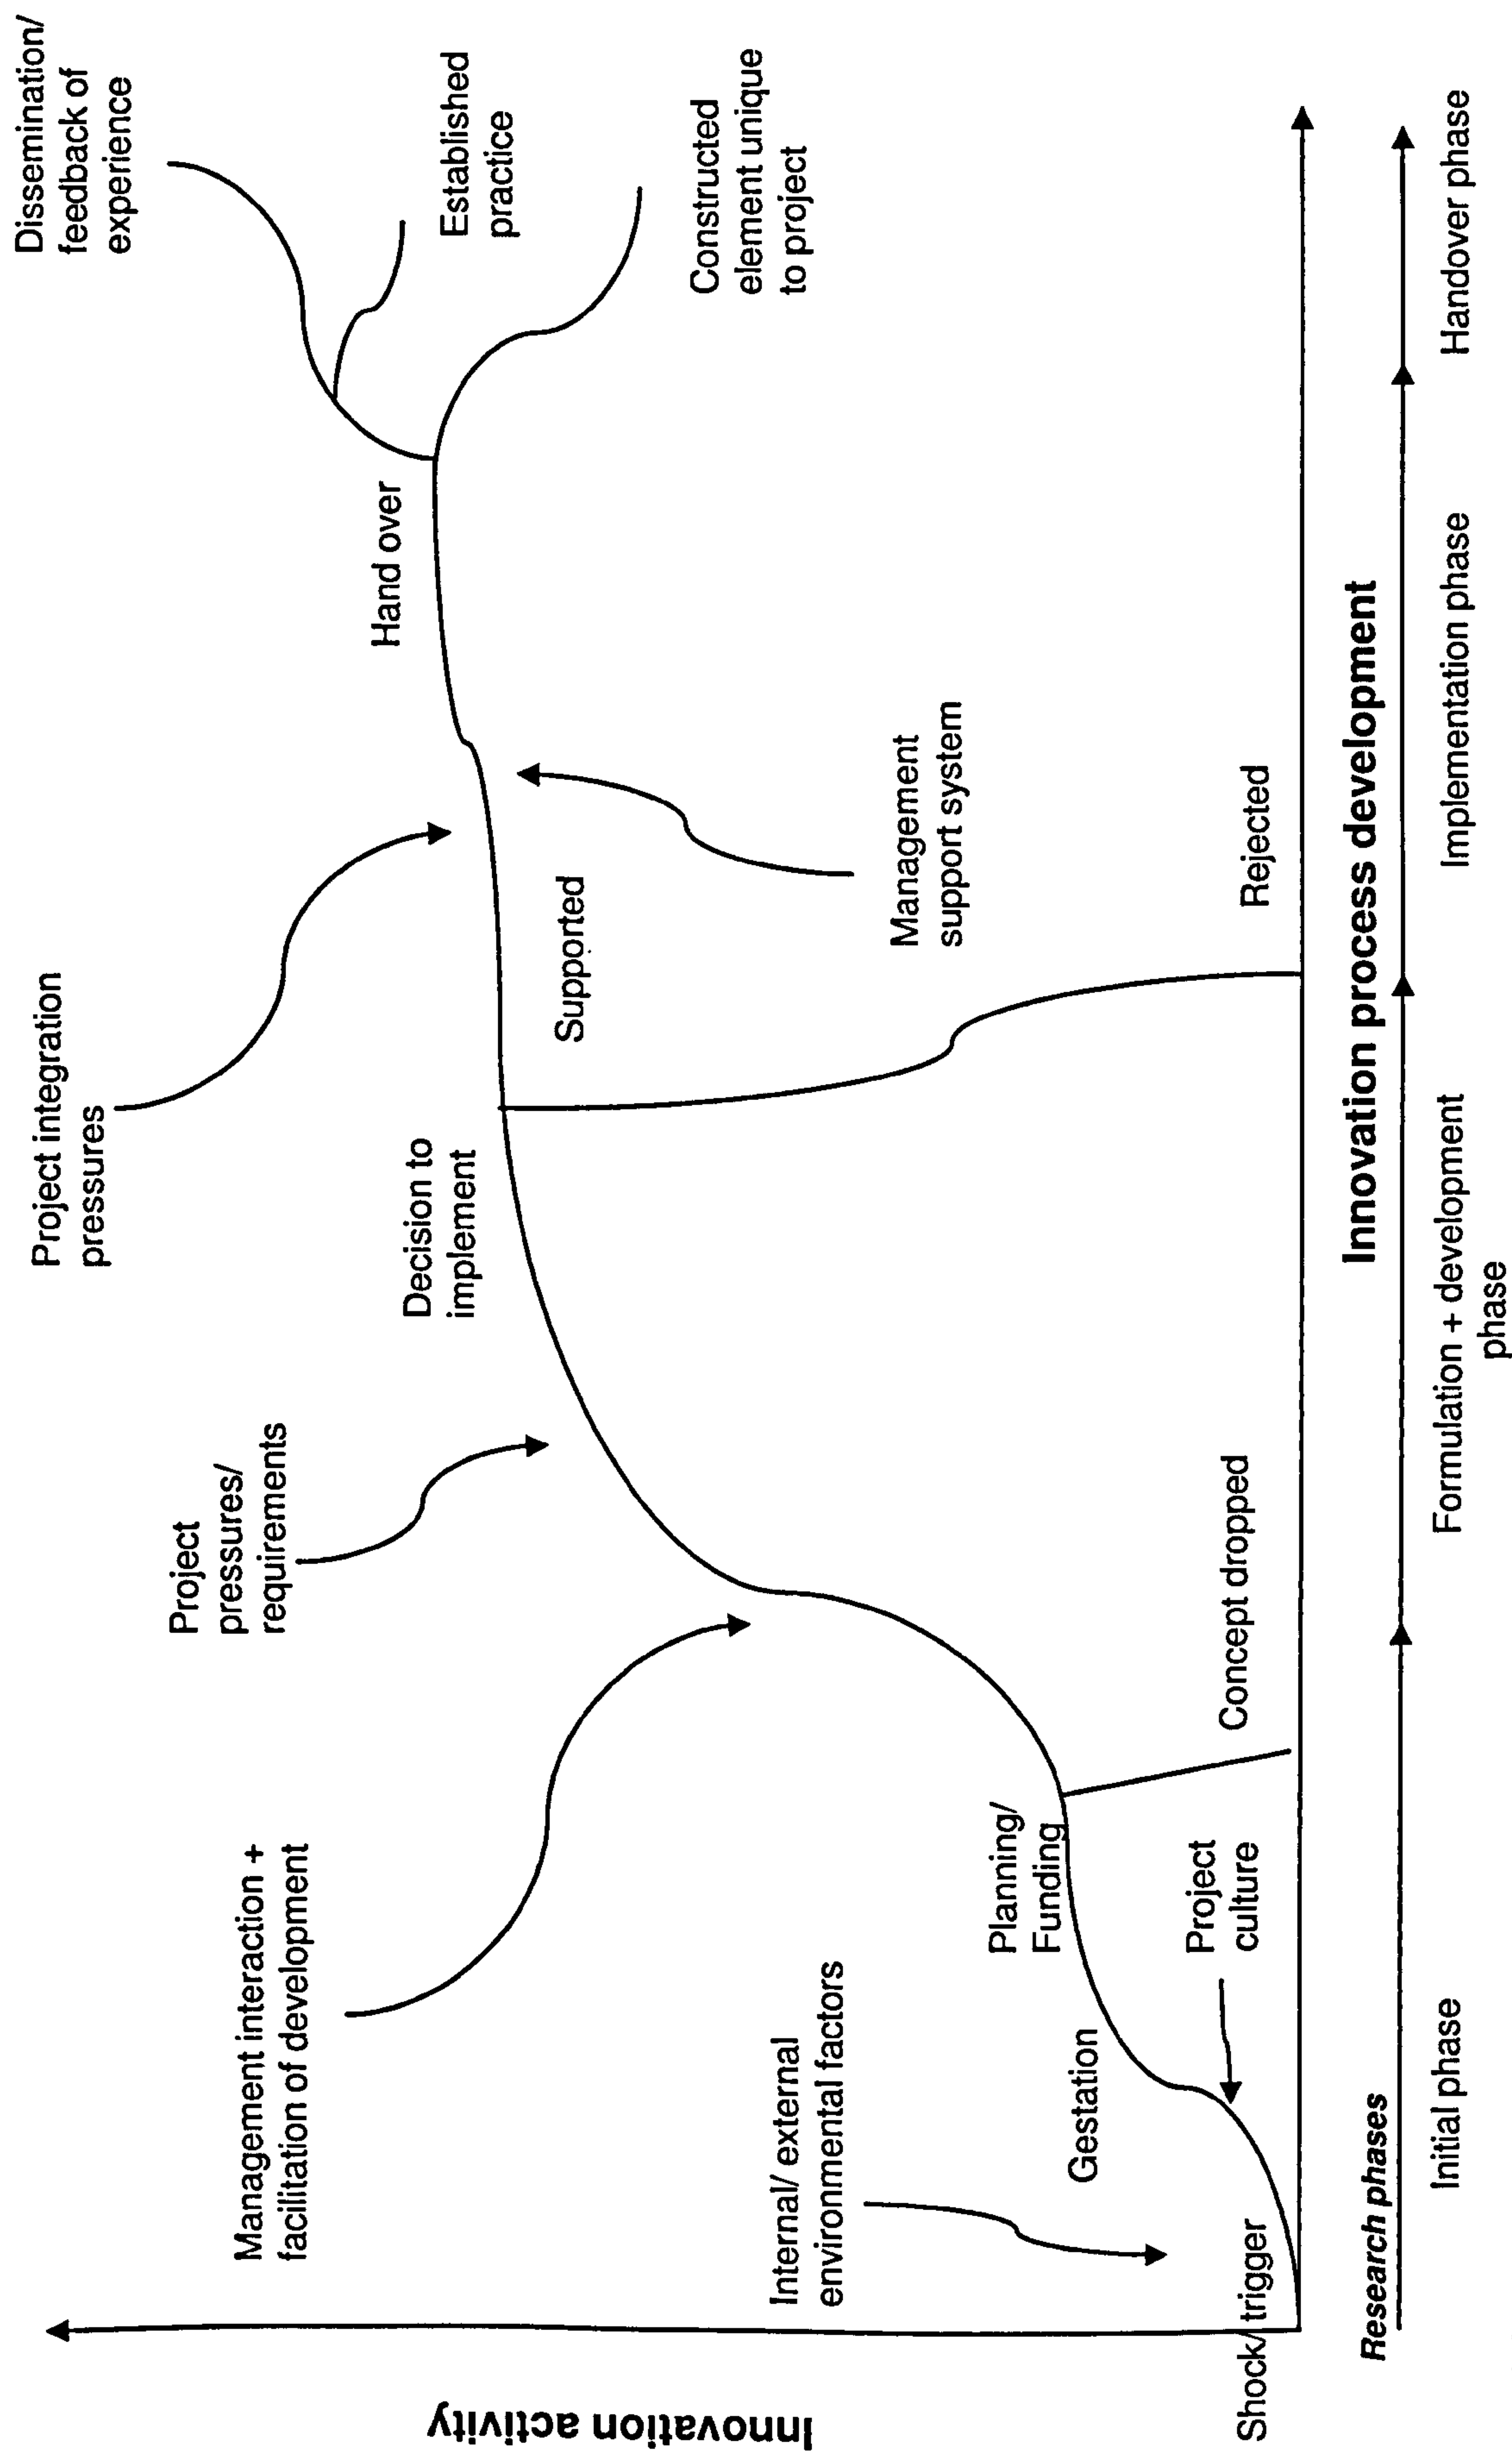 Innovation activity
Dissemination/
feedback of
experience
Project integration
pressures
Project
pressures/
requirements
Management interaction +
facilitation of development
Established
practice
Hand over
Decision to
implement
Supported
Constructed
element unique
to project
Management
support system
Internal/ external
environmental factors
Planning/
Funding
Gestation
Project
culture
Concept dropped
Rejected
Shock/ trigger
Innovation process development
Research phases
Initial phase
Formulation + development
phase
Implementation phase
Handover phase